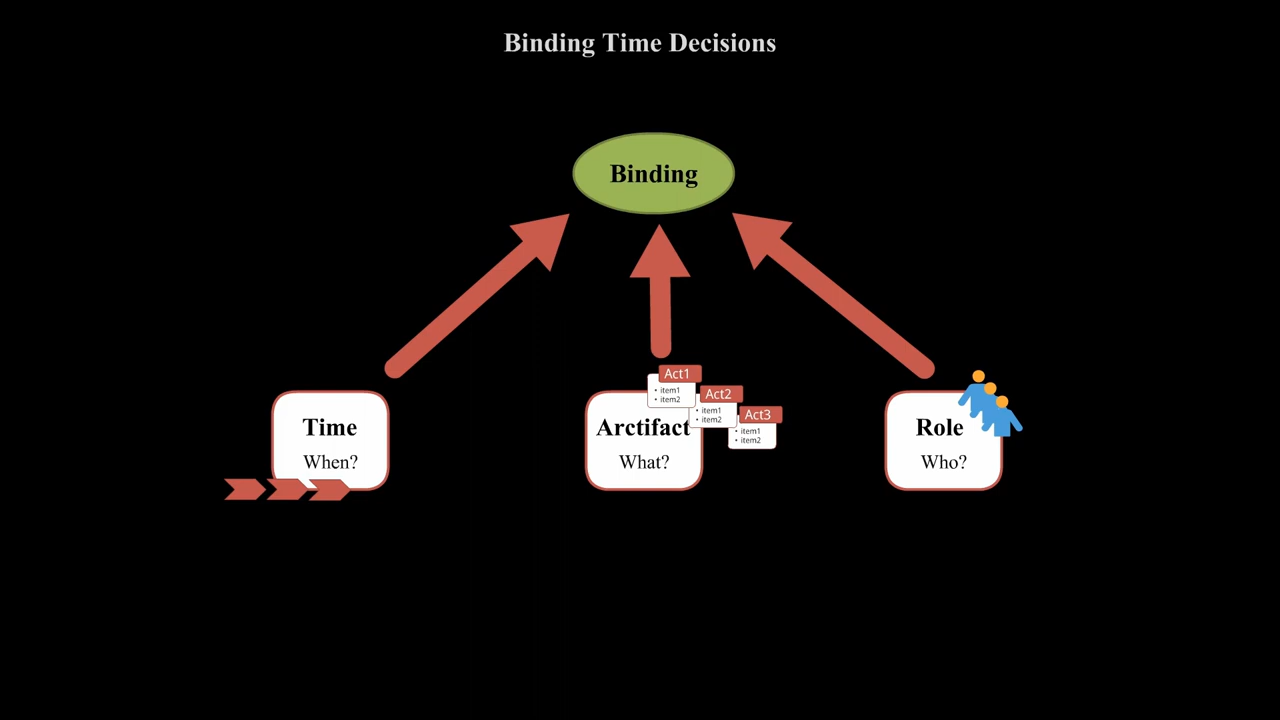 Binding Time Decisions
Binding
Time
When?
Arctifact
What?
Act1
• item1
• item2
Act2
• item1
• item2
Act3
• item1
• item2
Role
Who?